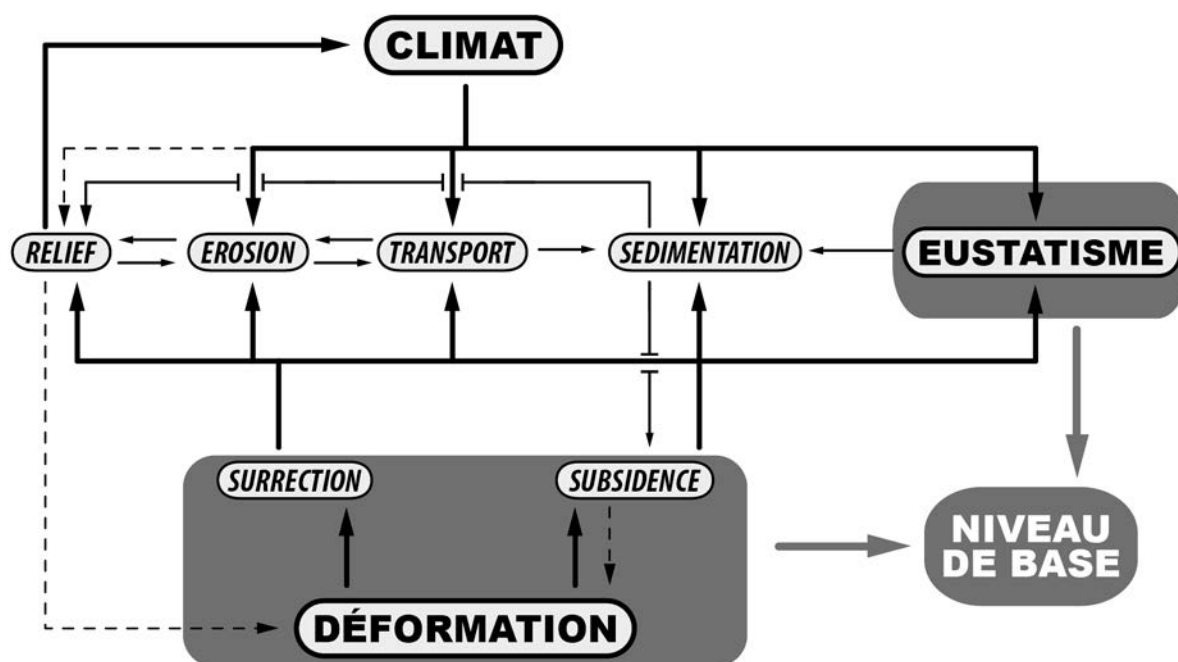 CLIMAT
RELIEF
EROSION
TRANSPORT
SEDIMENTATION
EUSTATISME
SURRECTION
SUBSIDENCE
NIVEAU
DE BASE
DÉFORMATION